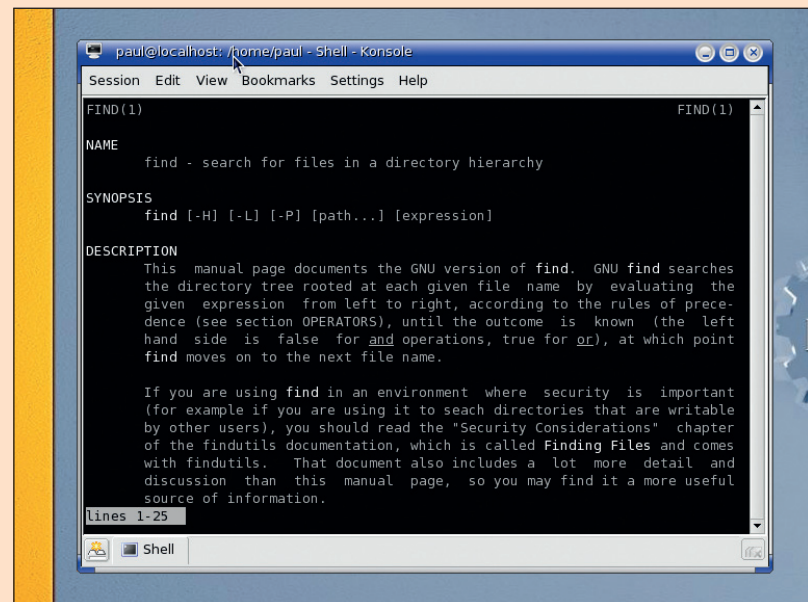 paul@localhost: /home/paul - Shell - Konsole
Session Edit View Bookmarks Settings Help
FIND(1) FIND(1)
NAME
find - search for files in a directory hierarchy
SYNOPSIS
find [-H] [-L] [-P] [path...] [expression]
DESCRIPTION
This manual page documents the GNU version of find. GNU find searches
the directory tree rooted at each given file name by evaluating the
given expression from left to right, according to the rules of prece-
dence (see section OPERATORS), until the outcome is known (the left
hand side is false for and operations, true for or), at which point
find moves on to the next file name.
If you are using find in an environment where security is important
(for example if you are using it to seach directories that are writable
by other users), you should read the "Security Considerations" chapter
of the findutils documentation, which is called Finding Files and comes
with findutils. That document also includes a lot more detail and
discussion than this manual page, so you may find it a more useful
source of information.
lines 1-25
Shell